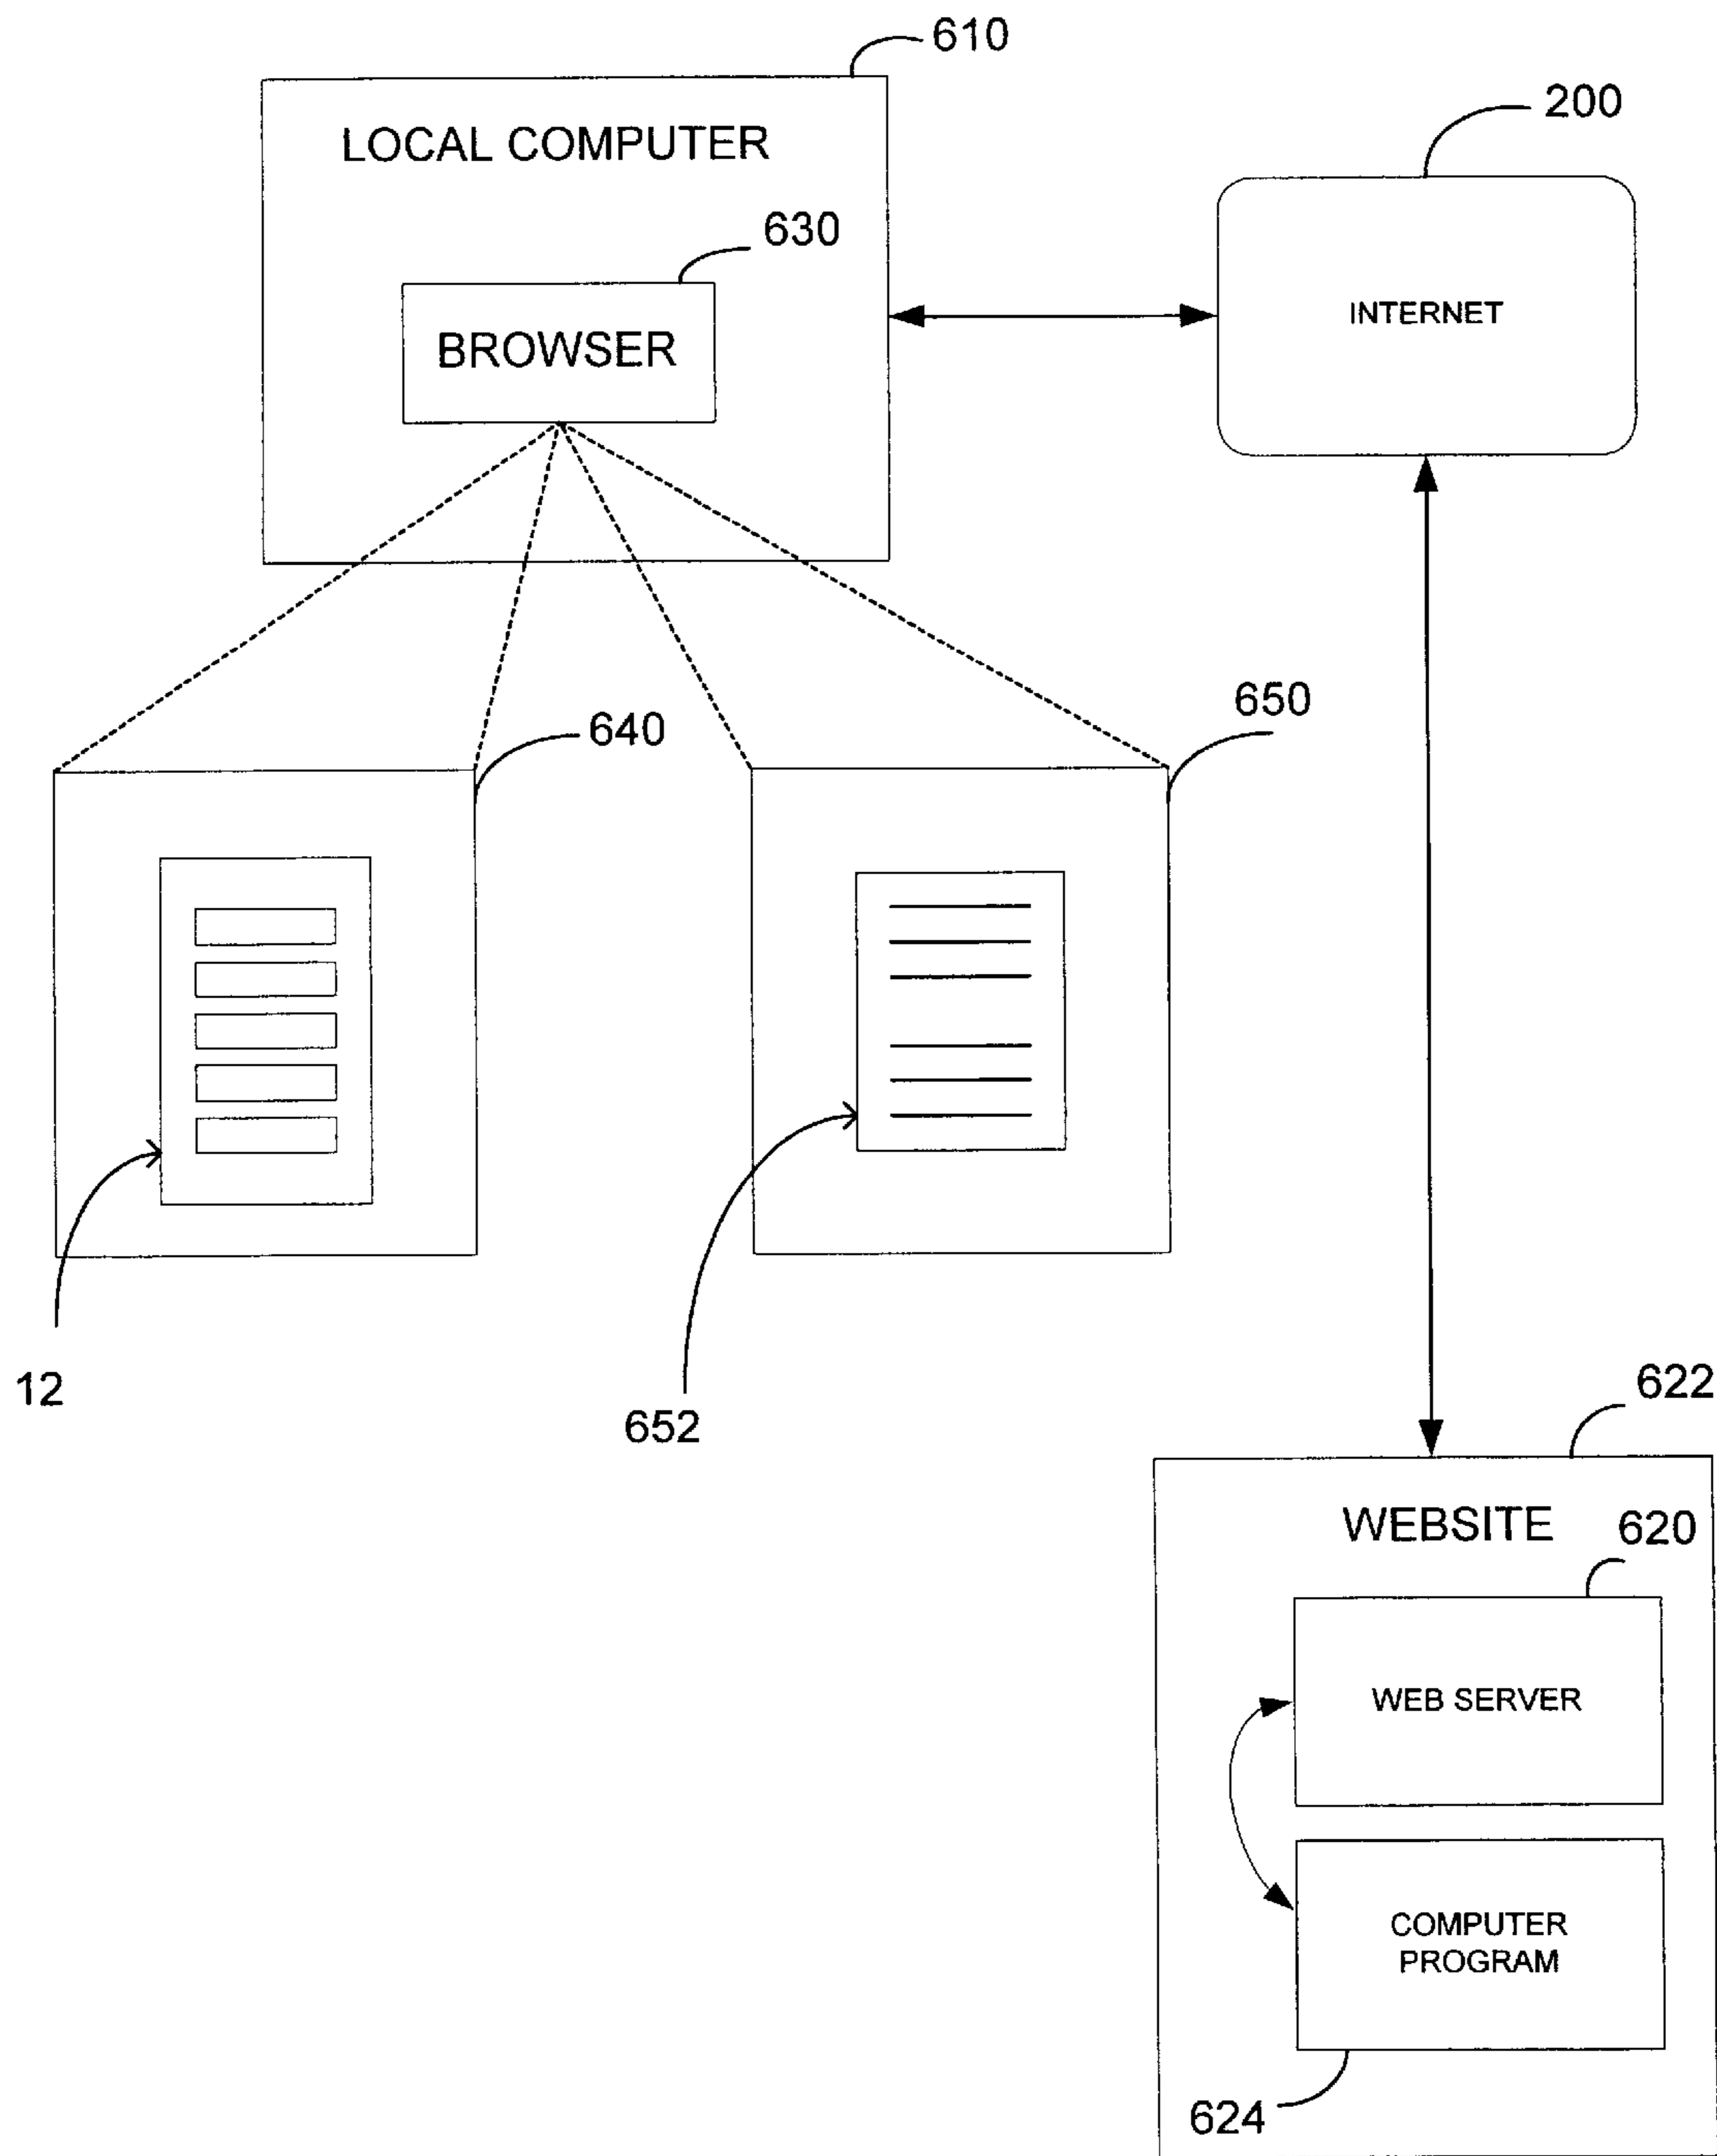 610
LOCAL COMPUTER
200
630
BROWSER
INTERNET
640
650
12
652
622
WEBSITE
620
WEB SERVER
COMPUTER
PROGRAM
624